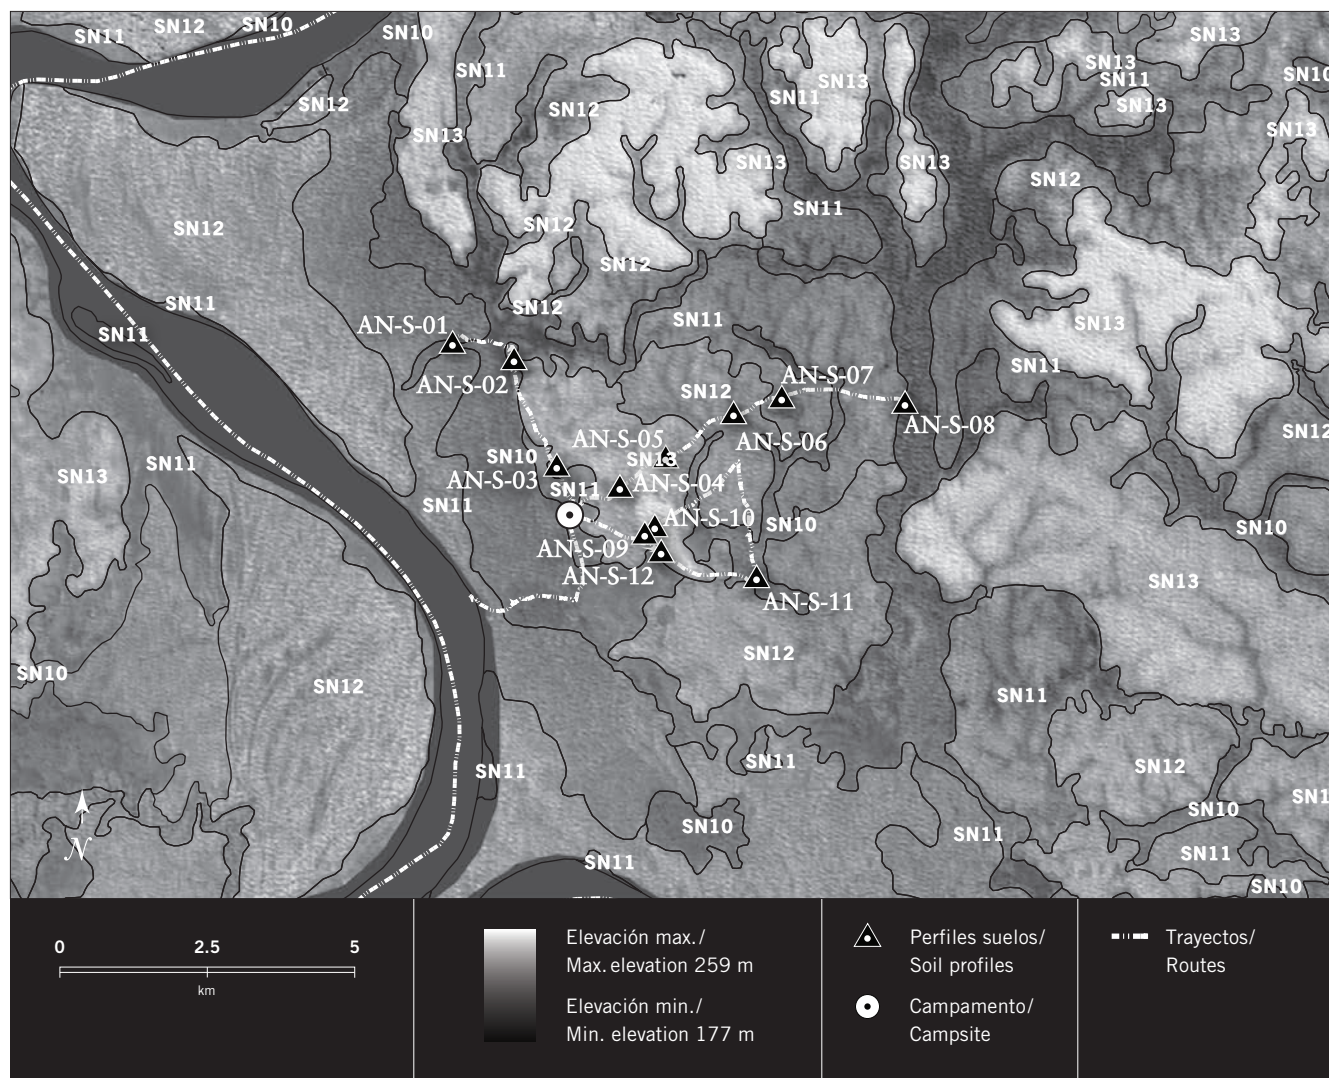 SN11
SN12
SN10
SN10
SN13
SN11
SN13
SN13
SN11
SN10
SN12
SN12
SN11
SN13
SN13
SN13
SN13
SN13
SN13
SN12
SN11
SN12
SN12
SN12
SN11
SN12
SN11
SN11
SN13
AN-S-01
SN11
AN-S-02
AN-S-07
SN12
AN-S-08
AN-S-05
AN-S-06
SN12
SN10
SN13
SN13
SN11
AN-S-03
SN11
AN-S-04
SN11
AN-S-10
SN10
SN10
AN-S-09
AN-S-12
SN13
AN-S-11
SN12
SN10
SN12
SN11
SN11
SN11
SN12
SN1
SN10
SN10
SN11
N
SN11
SN11
SN10
0
2.5
5
km
Elevación max./
Max. elevation 259 m
Elevación min./
Min. elevation 177 m
Perfiles suelos/
Soil profiles
Campamento/
Campsite
Trayectos/
Routes